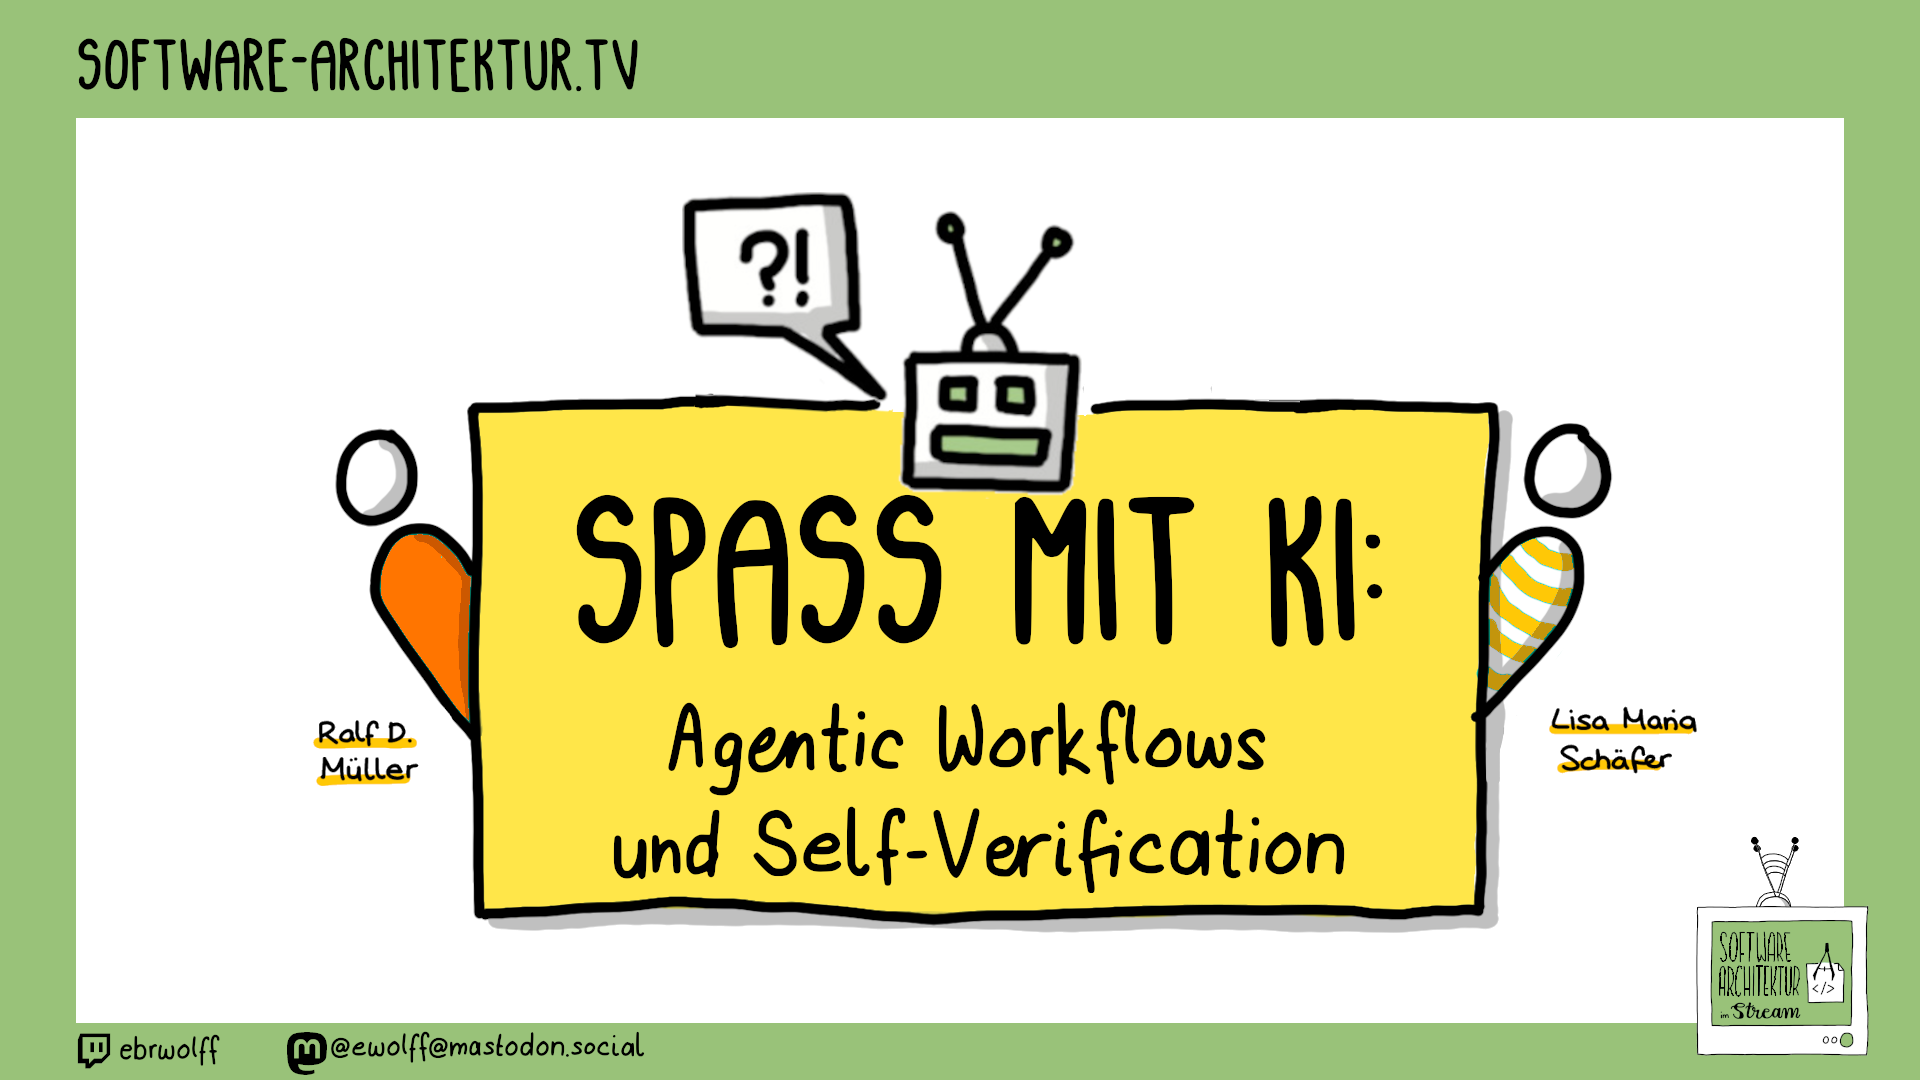 SOFTWARE-ARCHITEKTUR.TV
?!
SPASS MIT KI:
Agentic Workflows
und Self-Verification
Ralf D.
Müller
Lisa Maria
Schäfer
SOFTWARE
ARCHITEKTUR
</>
im Stream
ebrwolff
@ewolff@mastodon.social